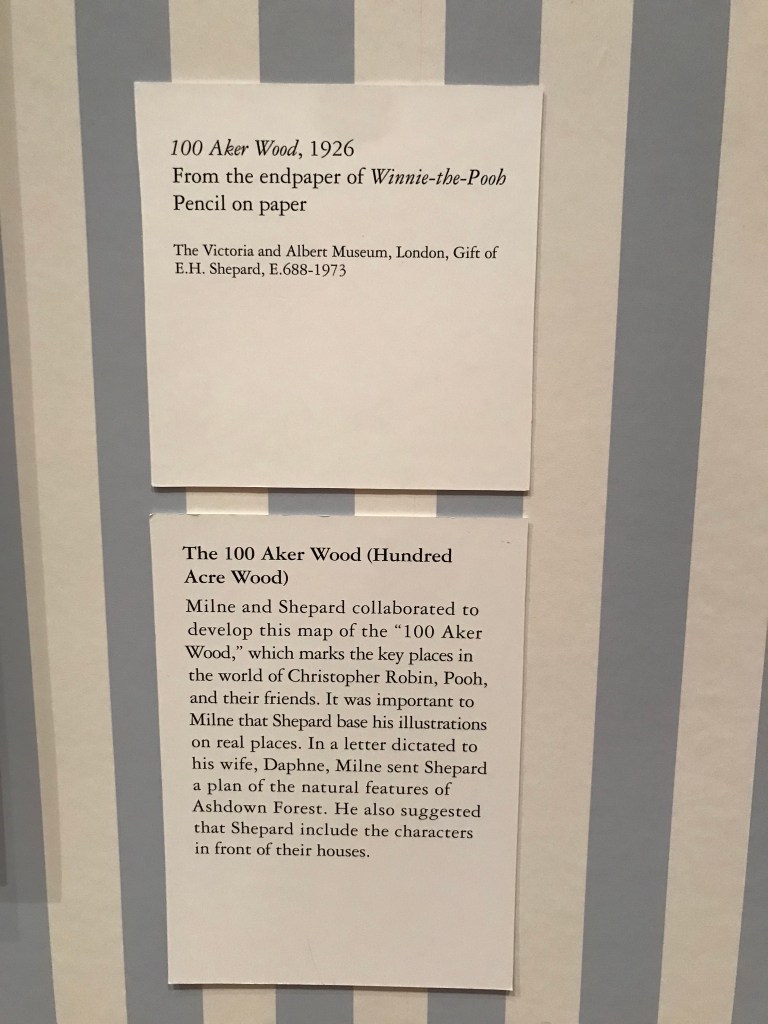 100 Aker Wood, 1926
From the endpaper of Winnie-the-Pooh
Pencil on paper
The Victoria and Albert Museum, London, Gift of
E.H. Shepard, E.688-1973
The 100 Aker Wood (Hundred
Acre Wood)
Milne and Shepard collaborated to
develop this map of the “100 Aker
Wood,” which marks the key places in
the world of Christopher Robin, Pooh,
and their friends. It was important to
Milne that Shepard base his illustrations
on real places. In a letter dictated to
his wife, Daphne, Milne sent Shepard
a plan of the natural features of
Ashdown Forest. He also suggested
that Shepard include the characters
in front of their houses.